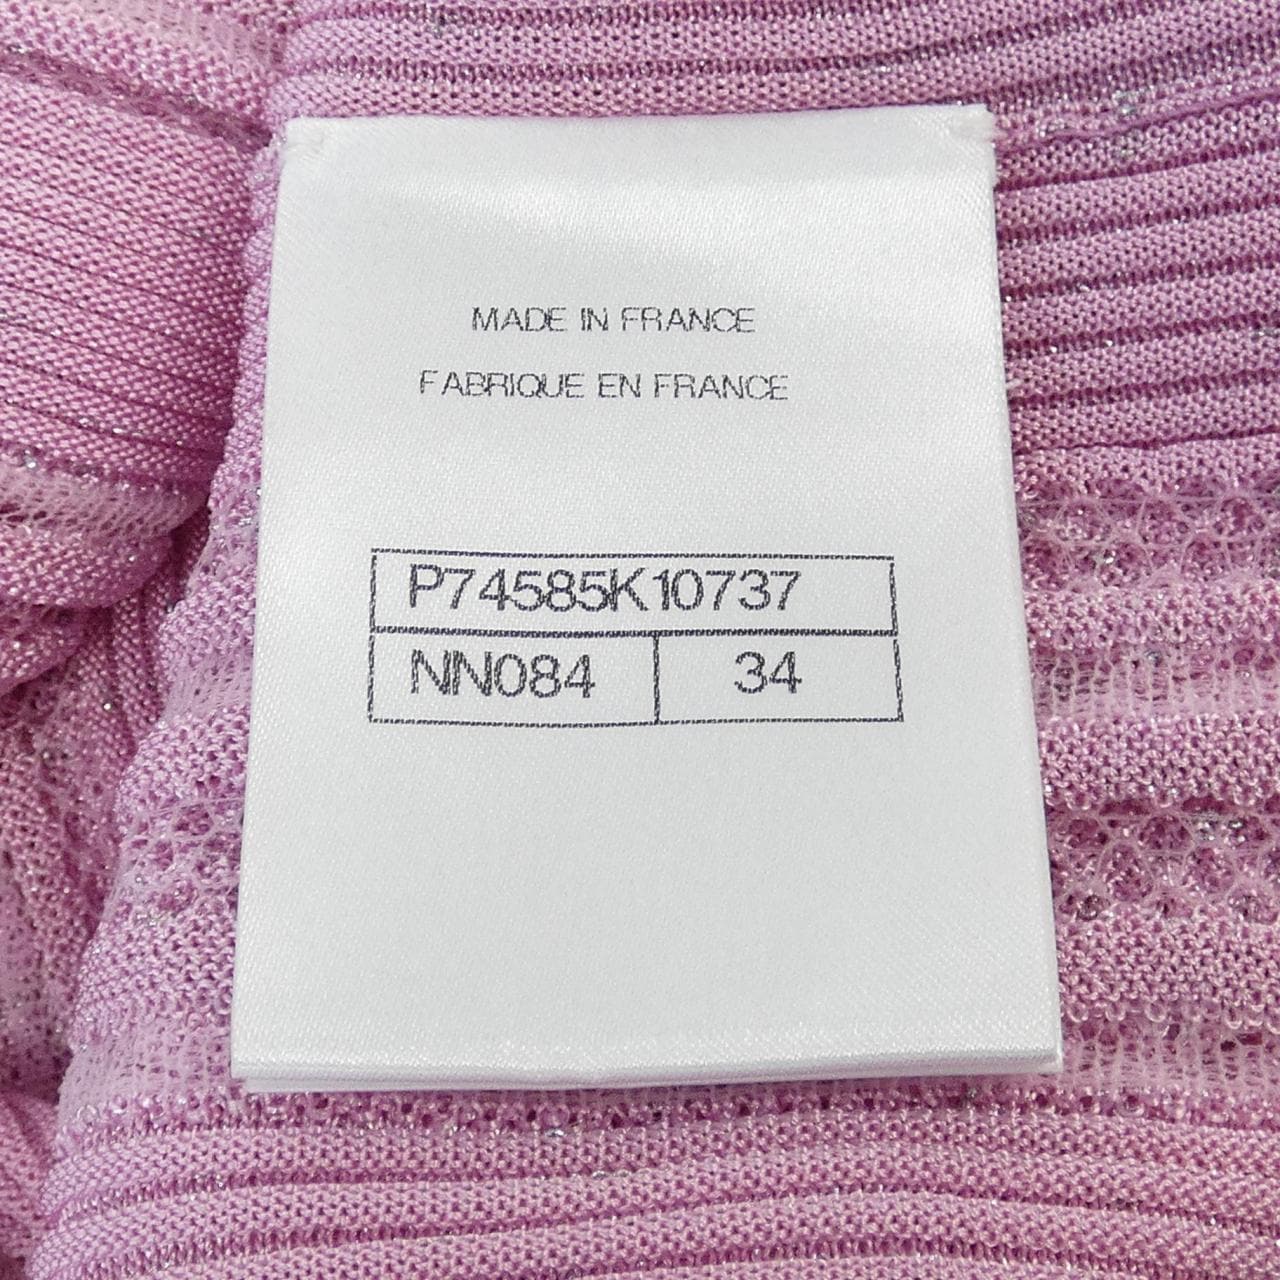 MADE IN FRANCE
FABRIQUE EN FRANCE
P74585K10737
NN084 34